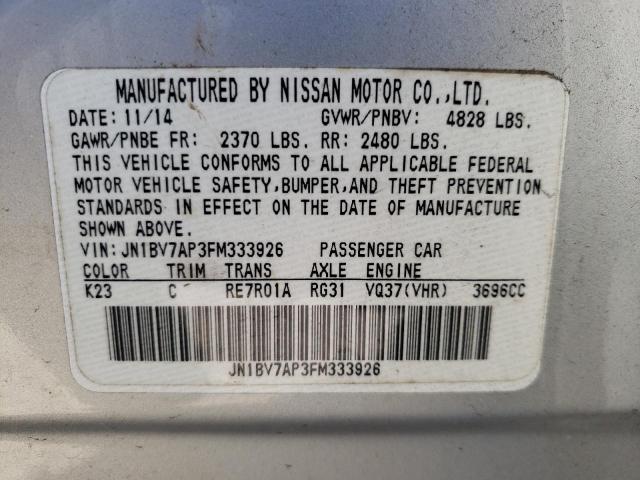 MANUFACTURED BY NISSAN MOTOR CO.,LTD.
DATE: 11/14 GVWR/PNBV: 4828 LBS.
GAWR/PNBE FR: 2370 LBS. RR: 2480 LBS.
THIS VEHICLE CONFORMS TO ALL APPLICABLE FEDERAL
MOTOR VEHICLE SAFETY,BUMPER,AND THEFT PREVENTION
STANDARDS IN EFFECT ON THE DATE OF MANUFACTURE
SHOWN ABOVE.
VIN:JN1BV7AP3FM333926 PASSENGER CAR
COLOR TRIM TRANS AXLE ENGINE
K23 C RE7R01A RG31 VQ37(VHR) 3696CC
JN1BV7AP3FM333926